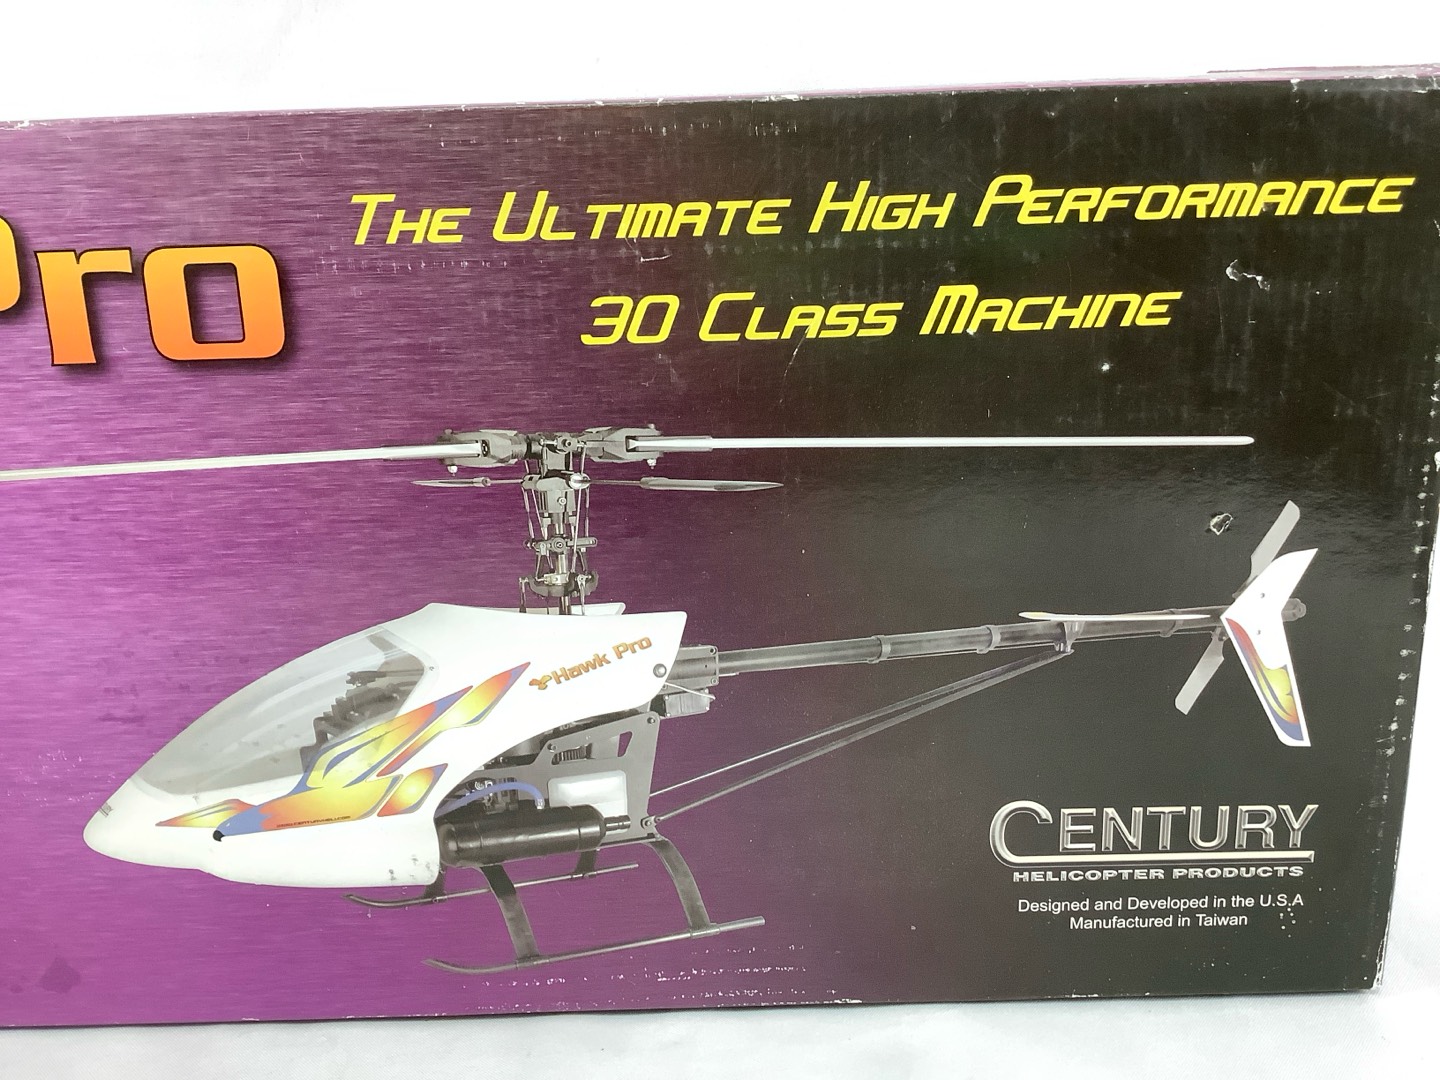 Pro
THE ULTIMATE HIGH PERFORMANCE
30 CLASS MACHINE
Hawk Pro
CENTURY
HELICOPTER PRODUCTS
Designed and Developed in the U.S.A
Manufactured in Taiwan